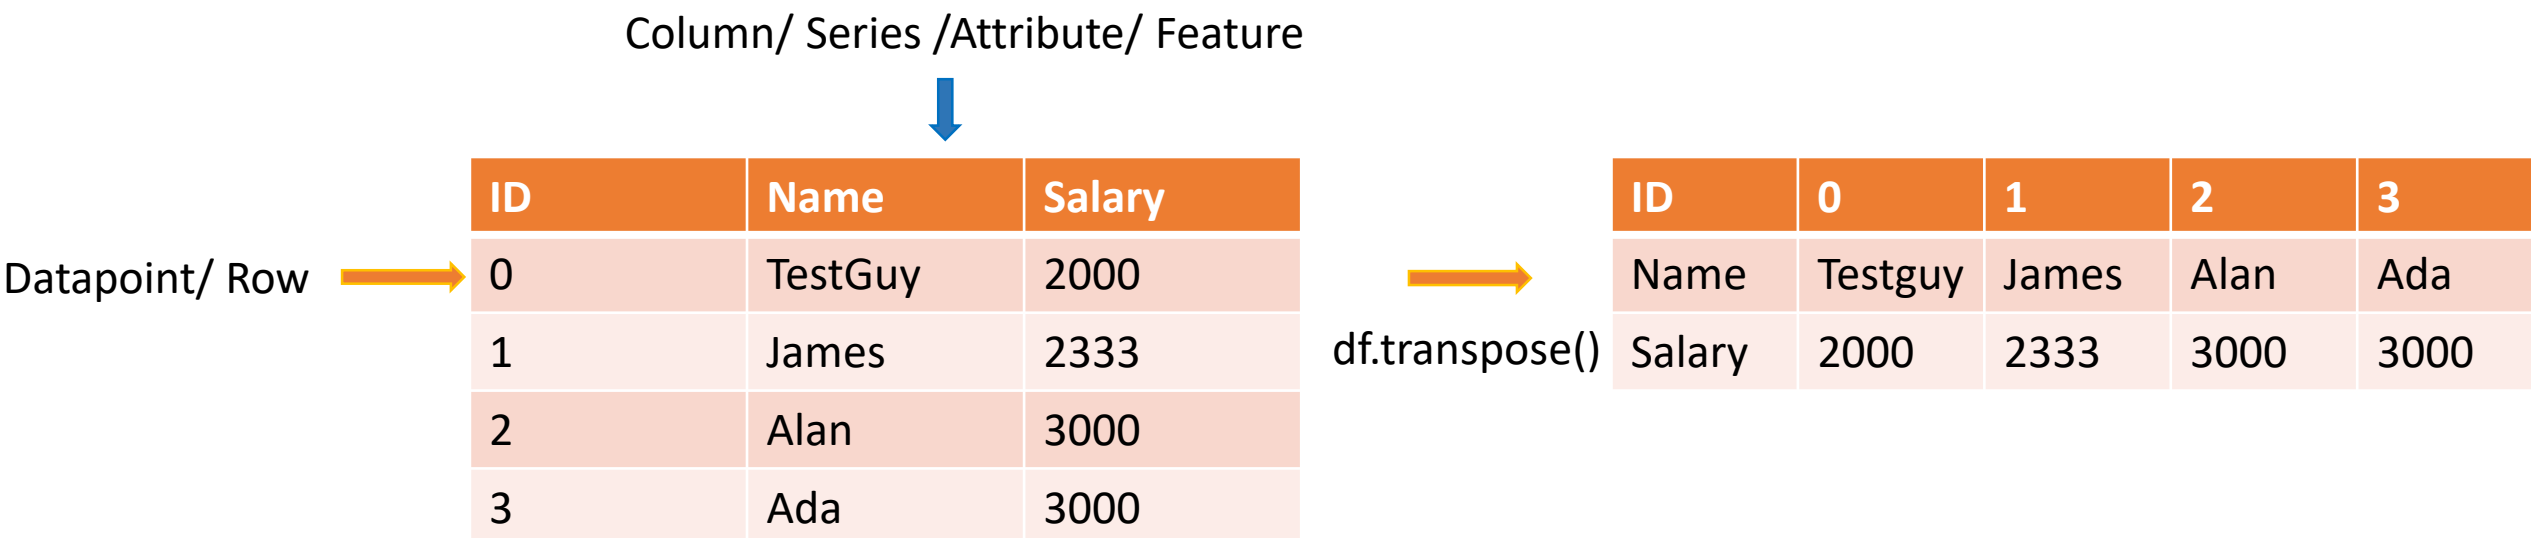 Column/ Series /Attribute/ Feature
ID Name Salary
Datapoint/ Row
0 TestGuy 2000
1 James 2333
2 Alan 3000
3 Ada 3000
df.transpose()
ID 0 1 2 3
Name Testguy James Alan Ada
Salary 2000 2333 3000 3000